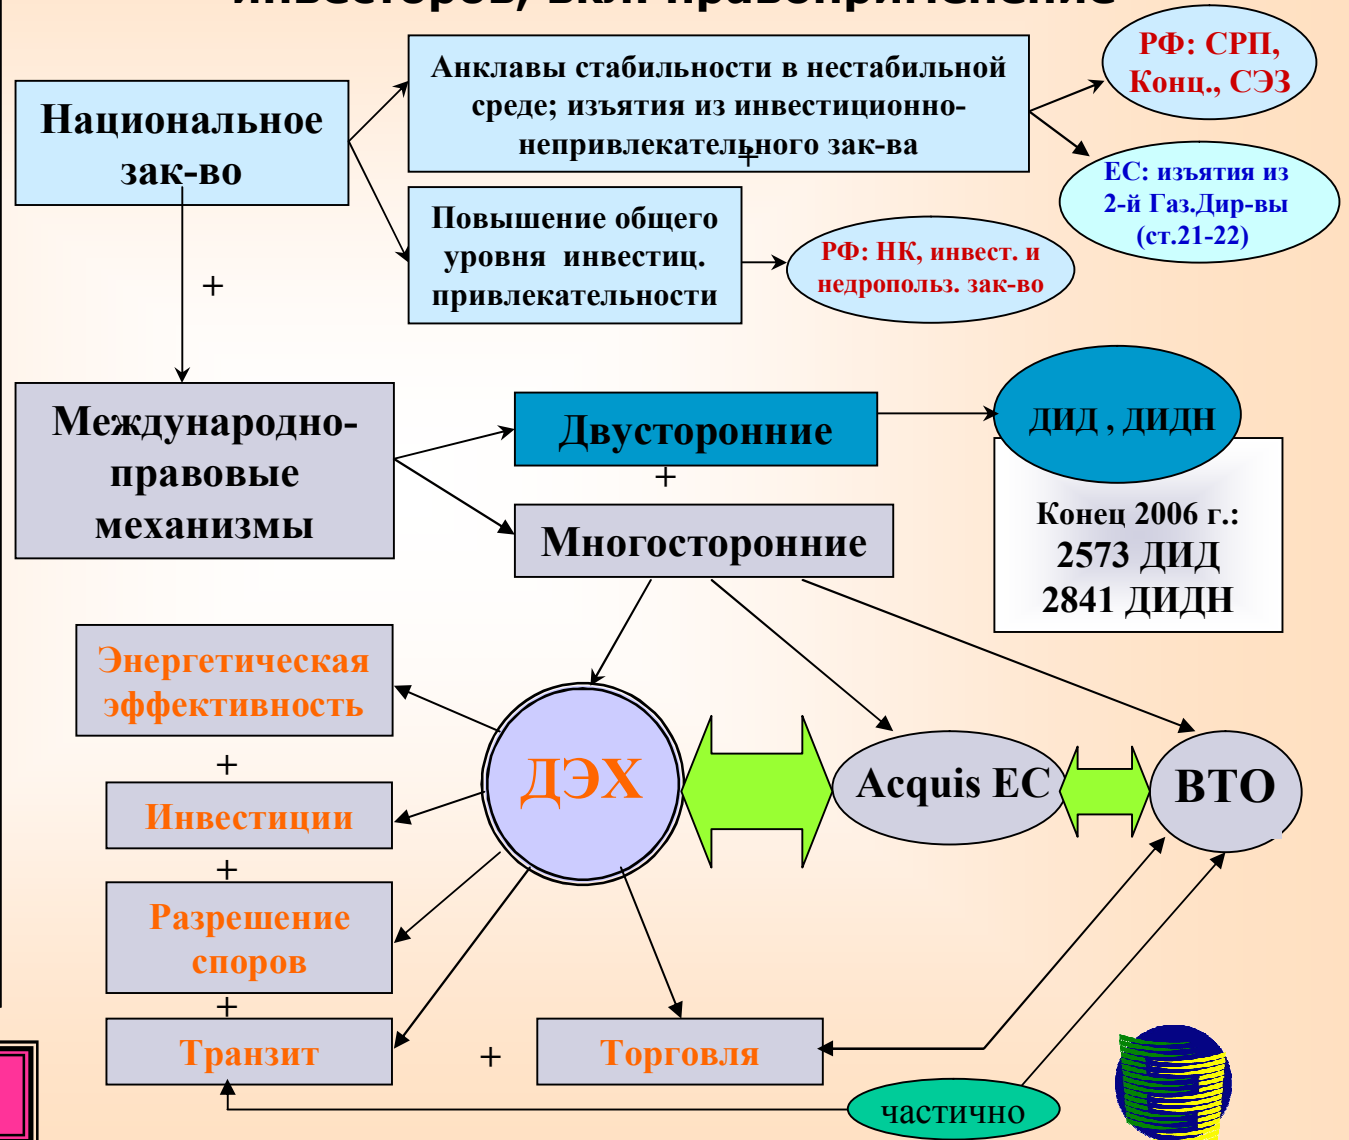 инвесторов, вкл. правоприменение
Национальное
зак-во
Анклавы стабильности в нестабильной
среде; изъятия из инвестиционно-
непривлекательного зак-ва
РФ: СРП,
Конц., СЭЗ
ЕС: изъятия из
2-й Газ.Дир-вы
(ст.21-22)
+
Повышение общего
уровня инвестиц.
привлекательности
РФ: НК, инвест. и
недропольз. зак-во
+
Международно-
правовые
механизмы
Двусторонние
+
Многосторонние
ДИД , ДИДН
Конец 2006 г.:
2573 ДИД
2841 ДИДН
Энергетическая
эффективность
+
Инвестиции
+
Разрешение
споров
+
Транзит
+
Торговля
ДЭХ
Acquis ЕС
ВТО
частично